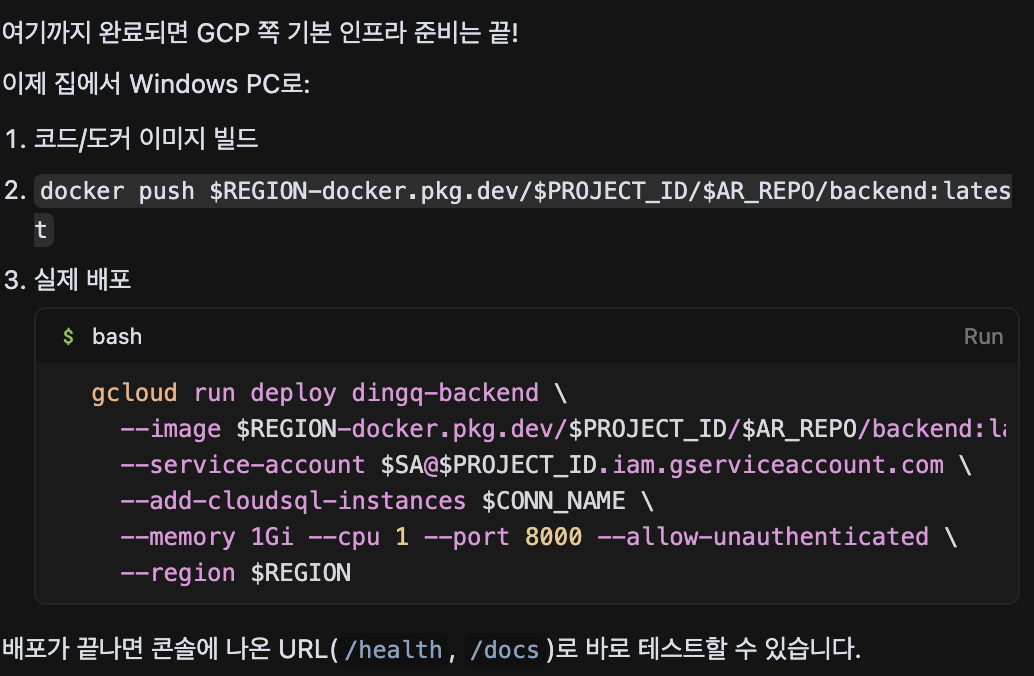 여기까지 완료되면 GCP 쪽 기본 인프라 준비는 끝!
이제 집에서 Windows PC로:
1. 코드/도커 이미지 빌드
2. docker push $REGION-docker.pkg.dev/$PROJECT_ID/$AR_REPO/backend:lates
t
3. 실제 배포
$ bash Run
gcloud run deploy dingq-backend \
--image $REGION-docker.pkg.dev/$PROJECT_ID/$AR_REPO/backend:la
--service-account $SA@$PROJECT_ID.iam.gserviceaccount.com \
--add-cloudsql-instances $CONN_NAME \
--memory 1Gi --cpu 1 --port 8000 --allow-unauthenticated \
--region $REGION
배포가 끝나면 콘솔에 나온 URL( /health , /docs )로 바로 테스트할 수 있습니다.